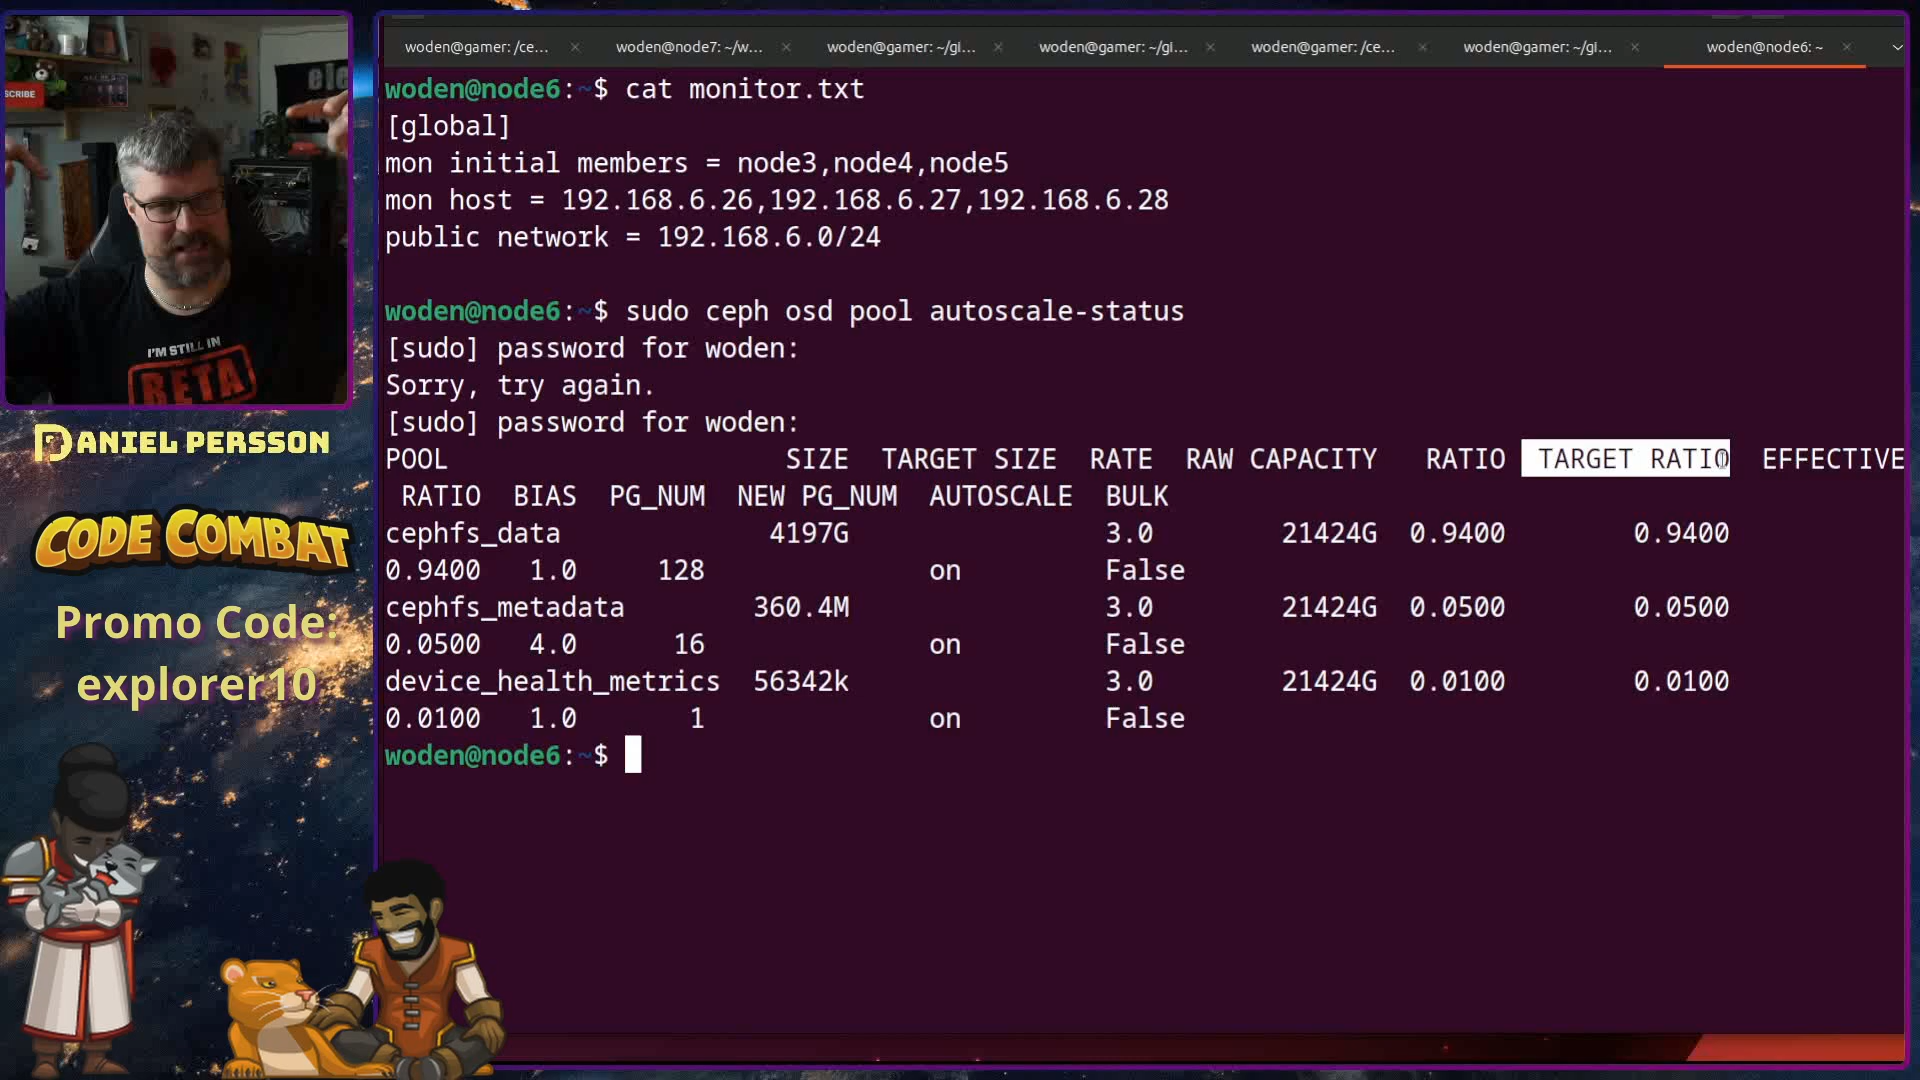 woden@gamer: /ce... × woden@node7: ~/w... × woden@gamer: ~/gi... × woden@gamer: ~/gi... × woden@gamer: /ce... × woden@gamer: ~/gi... × woden@node6: ~ ×
woden@node6:~$ cat monitor.txt
[global]
mon initial members = node3,node4,node5
mon host = 192.168.6.26,192.168.6.27,192.168.6.28
public network = 192.168.6.0/24
woden@node6:~$ sudo ceph osd pool autoscale-status
[sudo] password for woden:
Sorry, try again.
[sudo] password for woden:
POOL SIZE TARGET SIZE RATE RAW CAPACITY RATIO TARGET RATIO EFFECTIVE
RATIO BIAS PG_NUM NEW PG_NUM AUTOSCALE BULK
cephfs_data 4197G 3.0 21424G 0.9400 0.9400
0.9400 1.0 128 on False
cephfs_metadata 360.4M 3.0 21424G 0.0500 0.0500
0.0500 4.0 16 on False
device_health_metrics 56342k 3.0 21424G 0.0100 0.0100
0.0100 1.0 1 on False
woden@node6:~$
SCRIBE
ele
I'M STILL IN
BETA
DANIEL PERSSON
CODE COMBAT
Promo Code:
explorer10